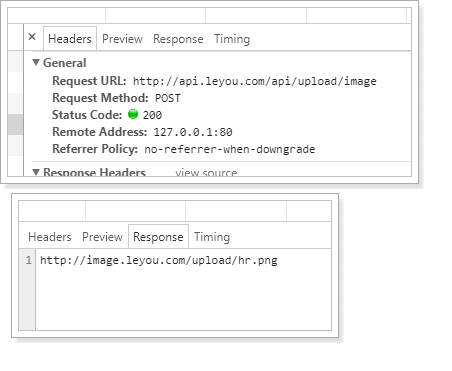 × Headers Preview Response Timing
▼ General
Request URL: http://api.leyou.com/api/upload/image
Request Method: POST
Status Code: 200
Remote Address: 127.0.0.1:80
Referrer Policy: no-referrer-when-downgrade
▼ Response Headers view source
Headers Preview Response Timing
1 http://image.leyou.com/upload/hr.png